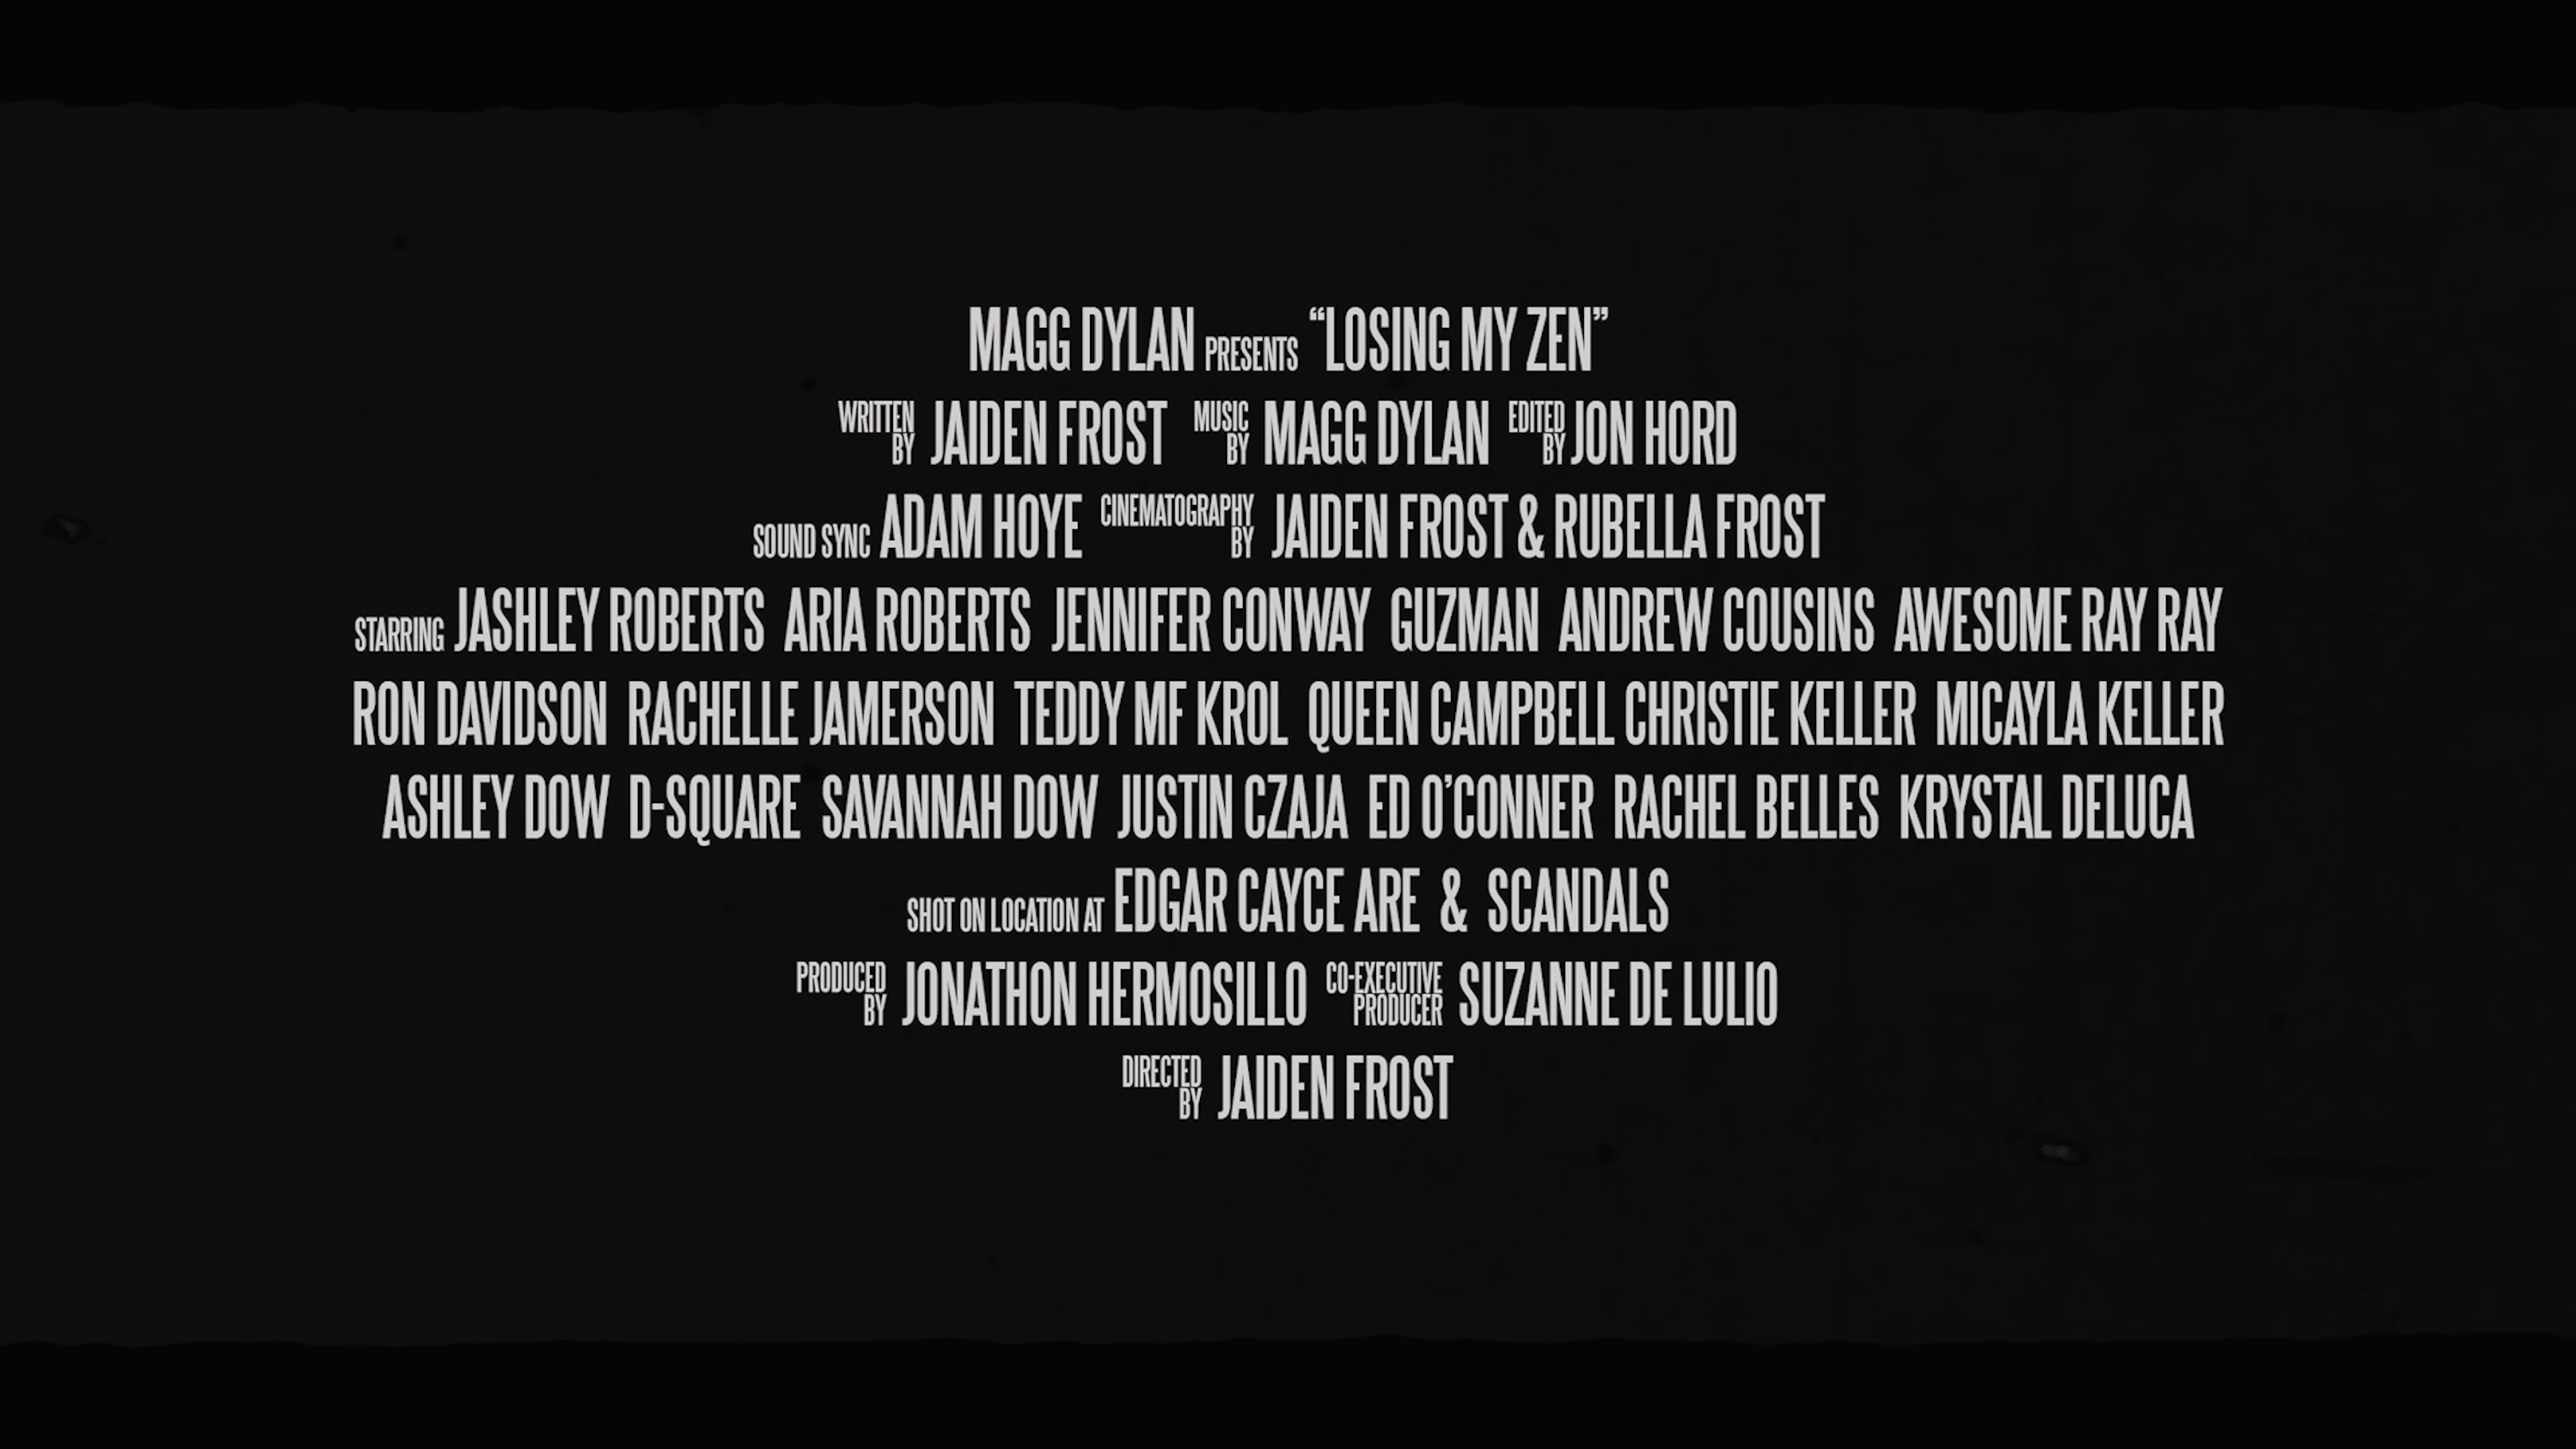 MAGG DYLAN PRESENTS “LOSING MY ZEN”
WRITTEN BY JAIDEN FROST MUSIC BY MAGG DYLAN EDITED BY JON HORD
SOUND SYNC ADAM HOYE CINEMATOGRAPHY BY JAIDEN FROST & RUBELLA FROST
STARRING JASHLEY ROBERTS ARIA ROBERTS JENNIFER CONWAY GUZMAN ANDREW COUSINS AWESOME RAY RAY
RON DAVIDSON RACHELLE JAMERSON TEDDY MF KROL QUEEN CAMPBELL CHRISTIE KELLER MICAYLA KELLER
ASHLEY DOW D-SQUARE SAVANNAH DOW JUSTIN CZAJA ED O’CONNER RACHEL BELLES KRYSTAL DELUCA
SHOT ON LOCATION AT EDGAR CAYCE ARE & SCANDALS
PRODUCED BY JONATHON HERMOSILLO CO-EXECUTIVE PRODUCER SUZANNE DE LULIO
DIRECTED BY JAIDEN FROST